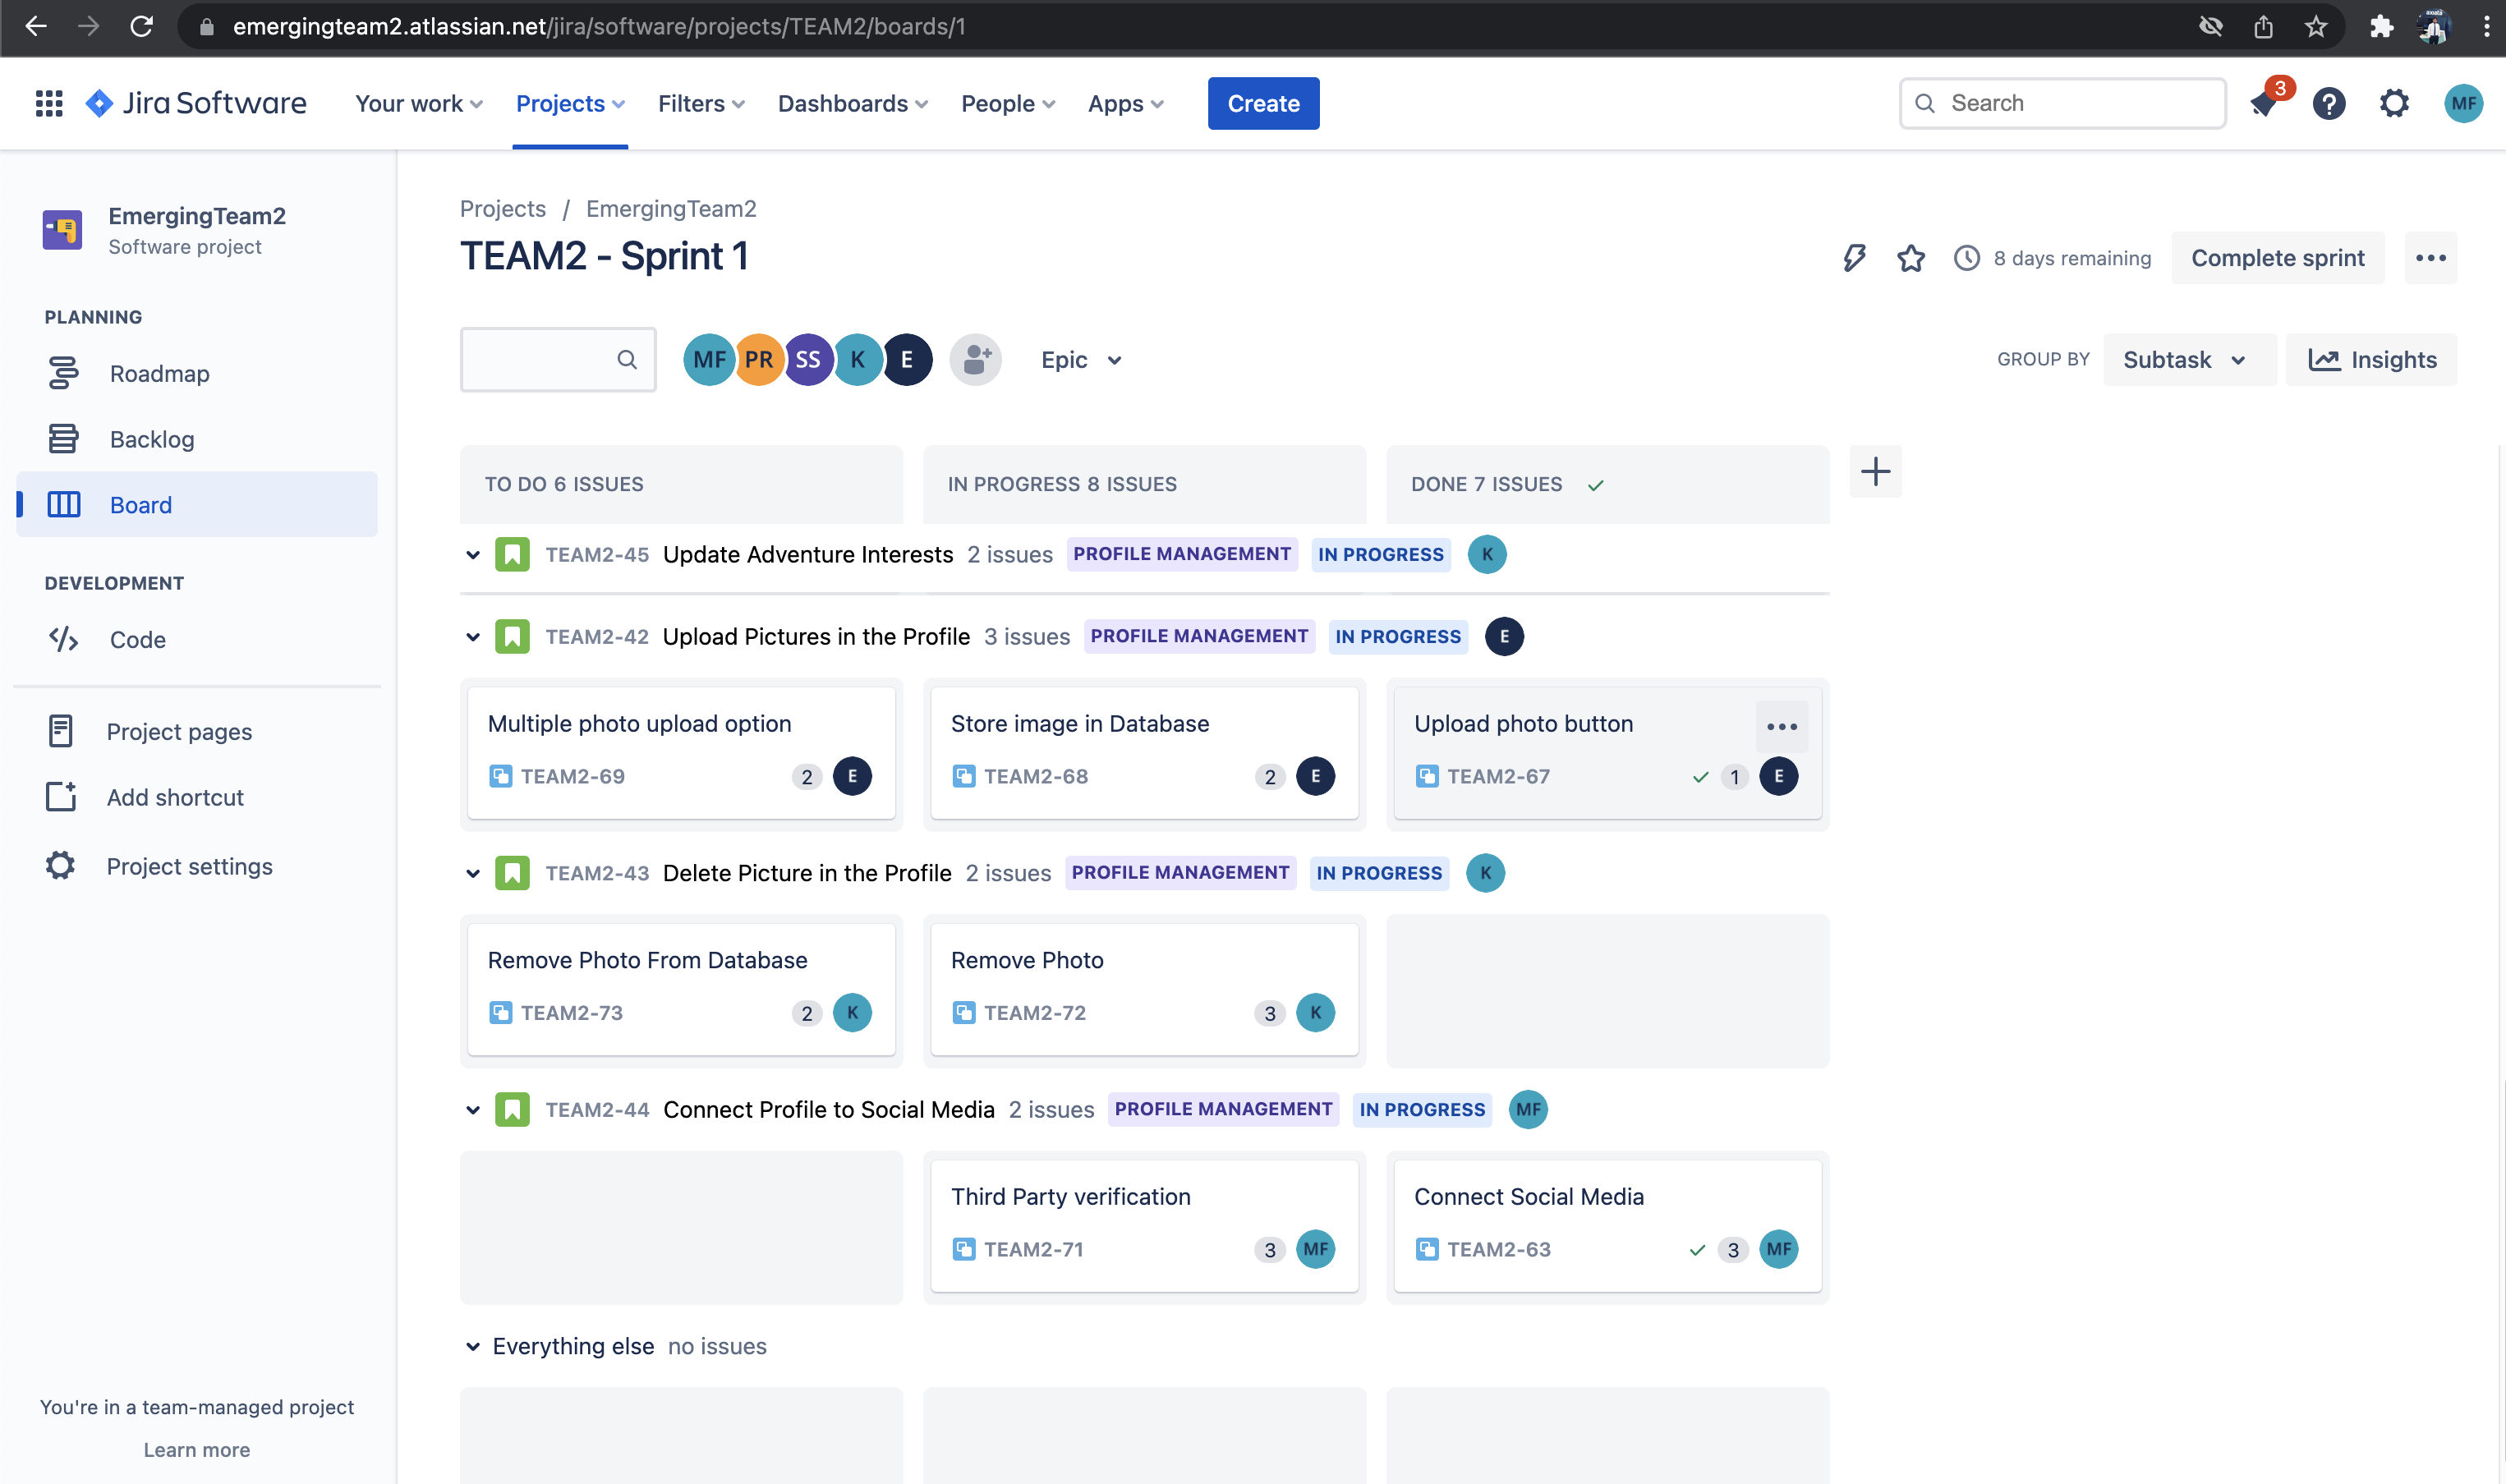 emergingteam2.atlassian.net/jira/software/projects/TEAM2/boards/1
Jira Software
Your work
Projects
Filters
Dashboards
People
Apps
Create
Search
3
MF
EmergingTeam2
Software project
PLANNING
Roadmap
Backlog
Board
DEVELOPMENT
Code
Project pages
Add shortcut
Project settings
You're in a team-managed project
Learn more
Projects / EmergingTeam2
TEAM2 - Sprint 1
8 days remaining
Complete sprint
MF PR SS K E
Epic
GROUP BY
Subtask
Insights
TO DO 6 ISSUES
IN PROGRESS 8 ISSUES
DONE 7 ISSUES
TEAM2-45 Update Adventure Interests 2 issues PROFILE MANAGEMENT IN PROGRESS K
TEAM2-42 Upload Pictures in the Profile 3 issues PROFILE MANAGEMENT IN PROGRESS E
Multiple photo upload option
TEAM2-69 2 E
Store image in Database
TEAM2-68 2 E
Upload photo button
TEAM2-67 1 E
TEAM2-43 Delete Picture in the Profile 2 issues PROFILE MANAGEMENT IN PROGRESS K
Remove Photo From Database
TEAM2-73 2 K
Remove Photo
TEAM2-72 3 K
TEAM2-44 Connect Profile to Social Media 2 issues PROFILE MANAGEMENT IN PROGRESS MF
Third Party verification
TEAM2-71 3 MF
Connect Social Media
TEAM2-63 3 MF
Everything else no issues